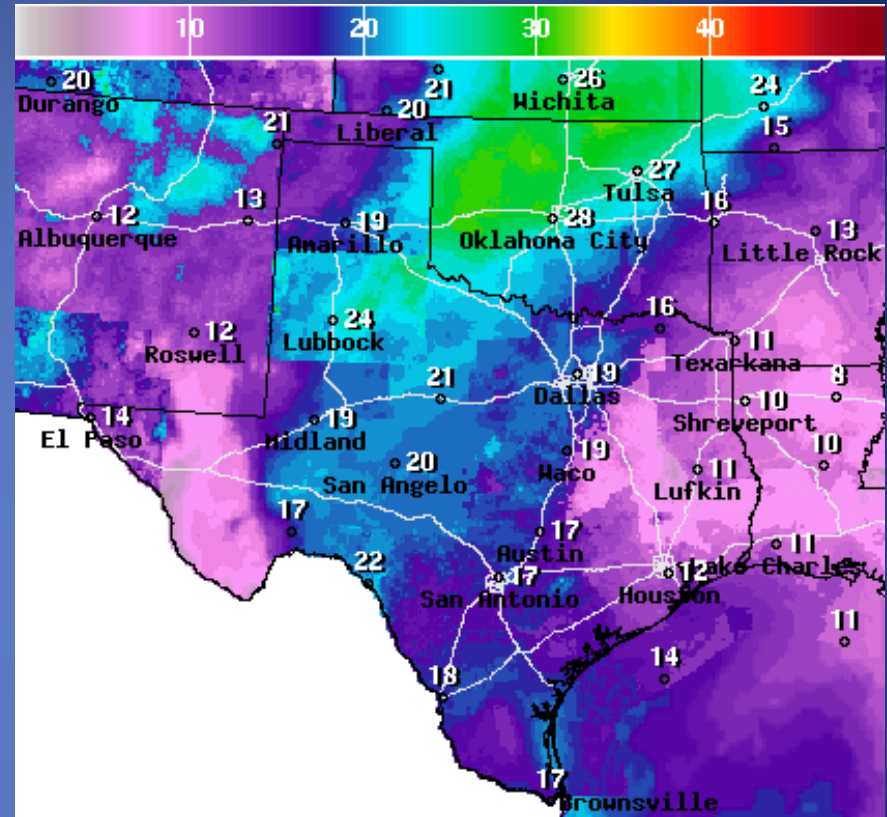 10 20 30 40
20 21 26 24
Durango Wichita
21 Liberal 20 15
27
Tulsa
12 13 19 28 16 13
Albuquerque Amarillo Oklahoma City Little Rock
12 24 16 11
Roswell Lubbock Texarkana
19 8
21 Dallas 10
14 19 Shreveport
El Paso Midland 19 10
20 Waco 11
San Angelo Lufkin
17 17 11
Austin Lake Charles
22 17 12
San Antonio Houston
11
14
18
17
Brownsville